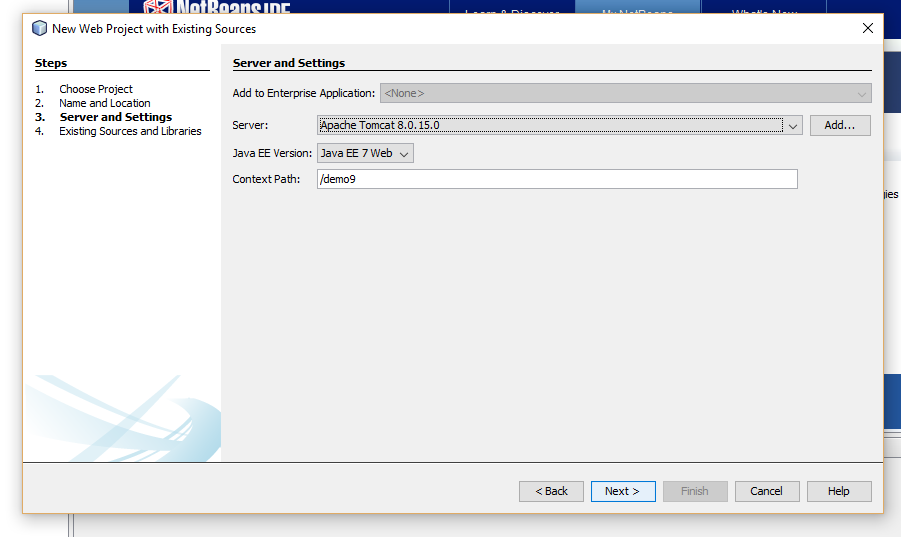 NetBeans IDE
Learn & Discover
My NetBeans
What's New
New Web Project with Existing Sources
Steps
1. Choose Project
2. Name and Location
3. Server and Settings
4. Existing Sources and Libraries
Server and Settings
Add to Enterprise Application: <None>
Server: Apache Tomcat 8.0.15.0 Add...
Java EE Version: Java EE 7 Web
Context Path: /demo9
gies
< Back Next > Finish Cancel Help